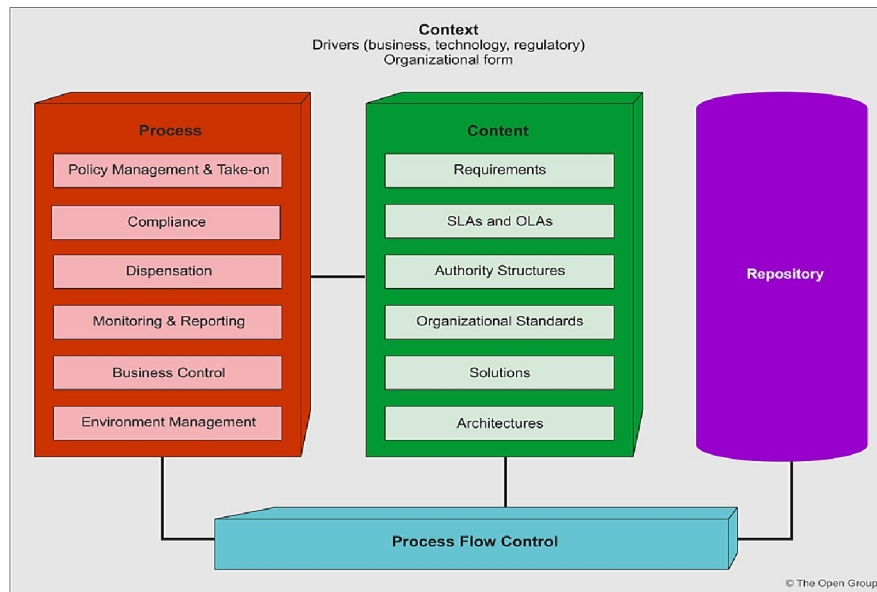 Context
Drivers (business, technology, regulatory)
Organizational form
Process
Policy Management & Take-on
Compliance
Dispensation
Monitoring & Reporting
Business Control
Environment Management
Content
Requirements
SLAs and OLAs
Authority Structures
Organizational Standards
Solutions
Architectures
Repository
Process Flow Control
© The Open Group